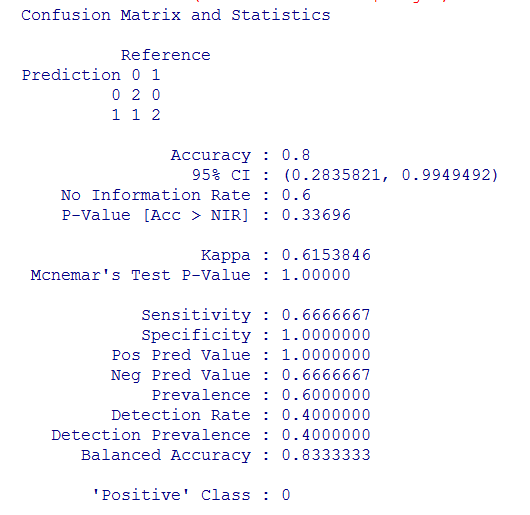 Confusion Matrix and Statistics
Reference
Prediction 0 1
0 2 0
1 1 2
Accuracy : 0.8
95% CI : (0.2835821, 0.9949492)
No Information Rate : 0.6
P-Value [Acc > NIR] : 0.33696
Kappa : 0.6153846
Mcnemar's Test P-Value : 1.00000
Sensitivity : 0.6666667
Specificity : 1.0000000
Pos Pred Value : 1.0000000
Neg Pred Value : 0.6666667
Prevalence : 0.6000000
Detection Rate : 0.4000000
Detection Prevalence : 0.4000000
Balanced Accuracy : 0.8333333
'Positive' Class : 0